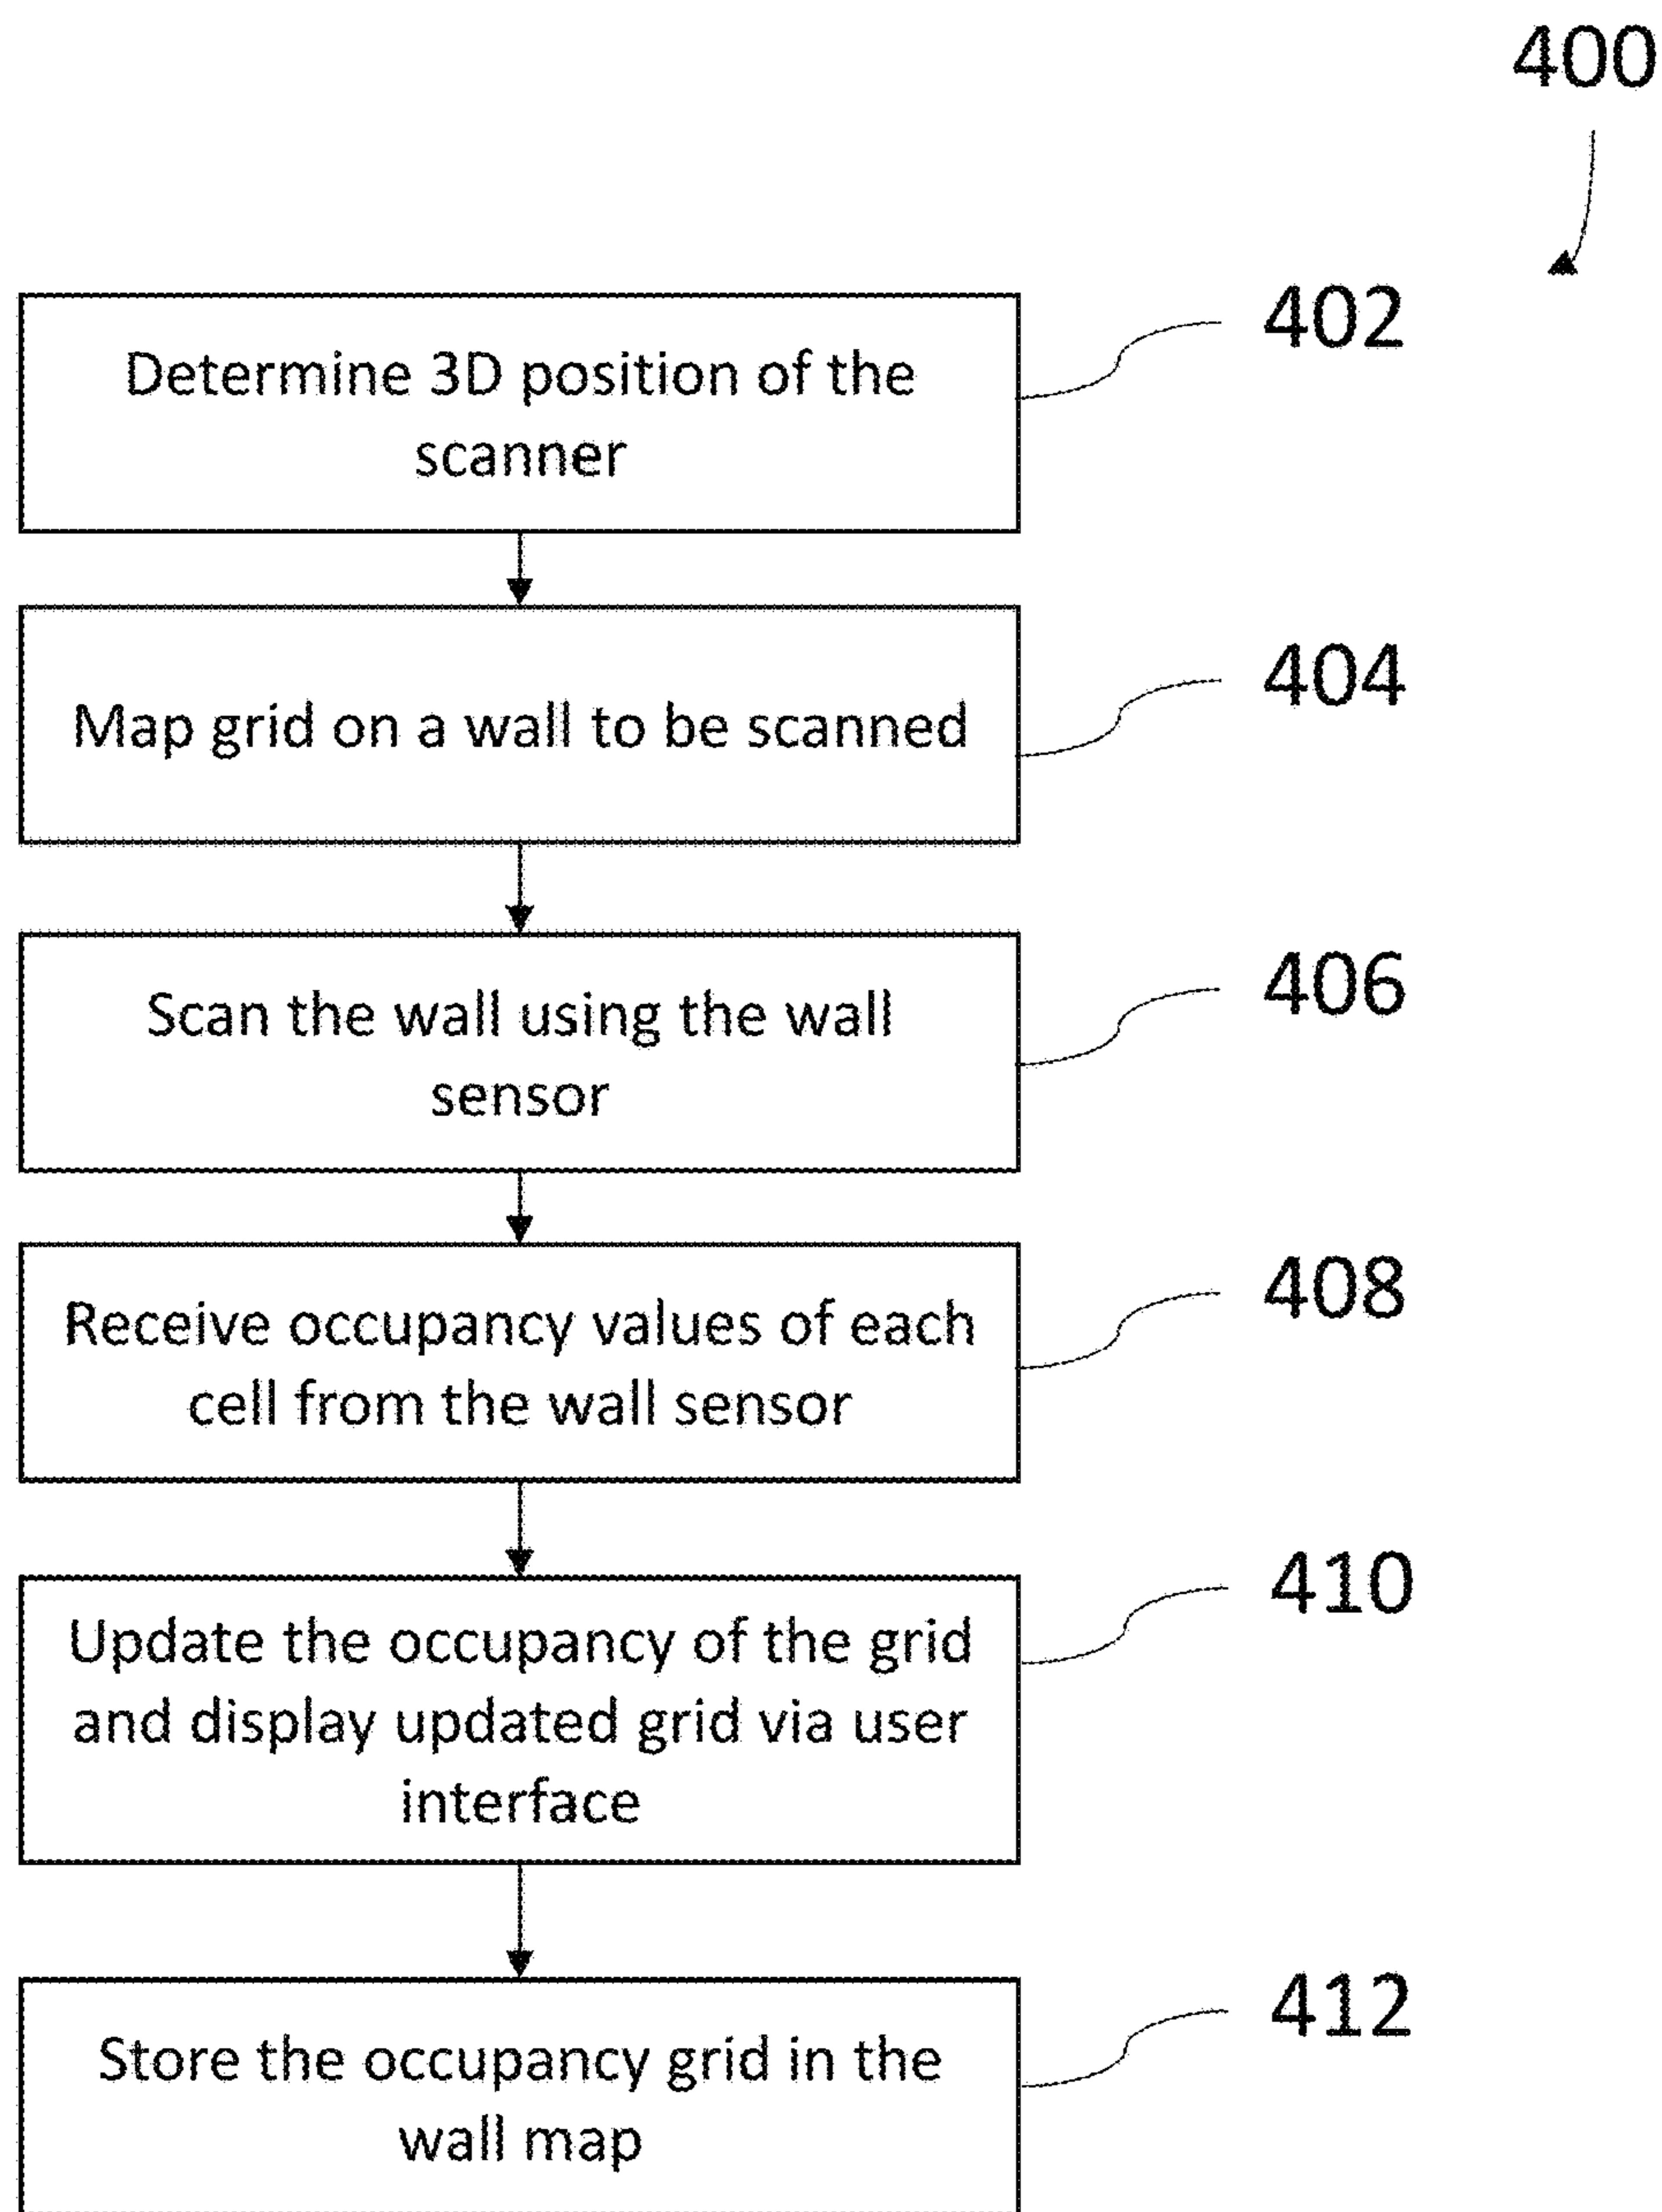 400
402
Determine 3D position of the
scanner
404
Map grid on a wall to be scanned
406
Scan the wall using the wall
sensor
408
Receive occupancy values of each
cell from the wall sensor
410
Update the occupancy of the grid
and display updated grid via user
interface
412
Store the occupancy grid in the
wall map